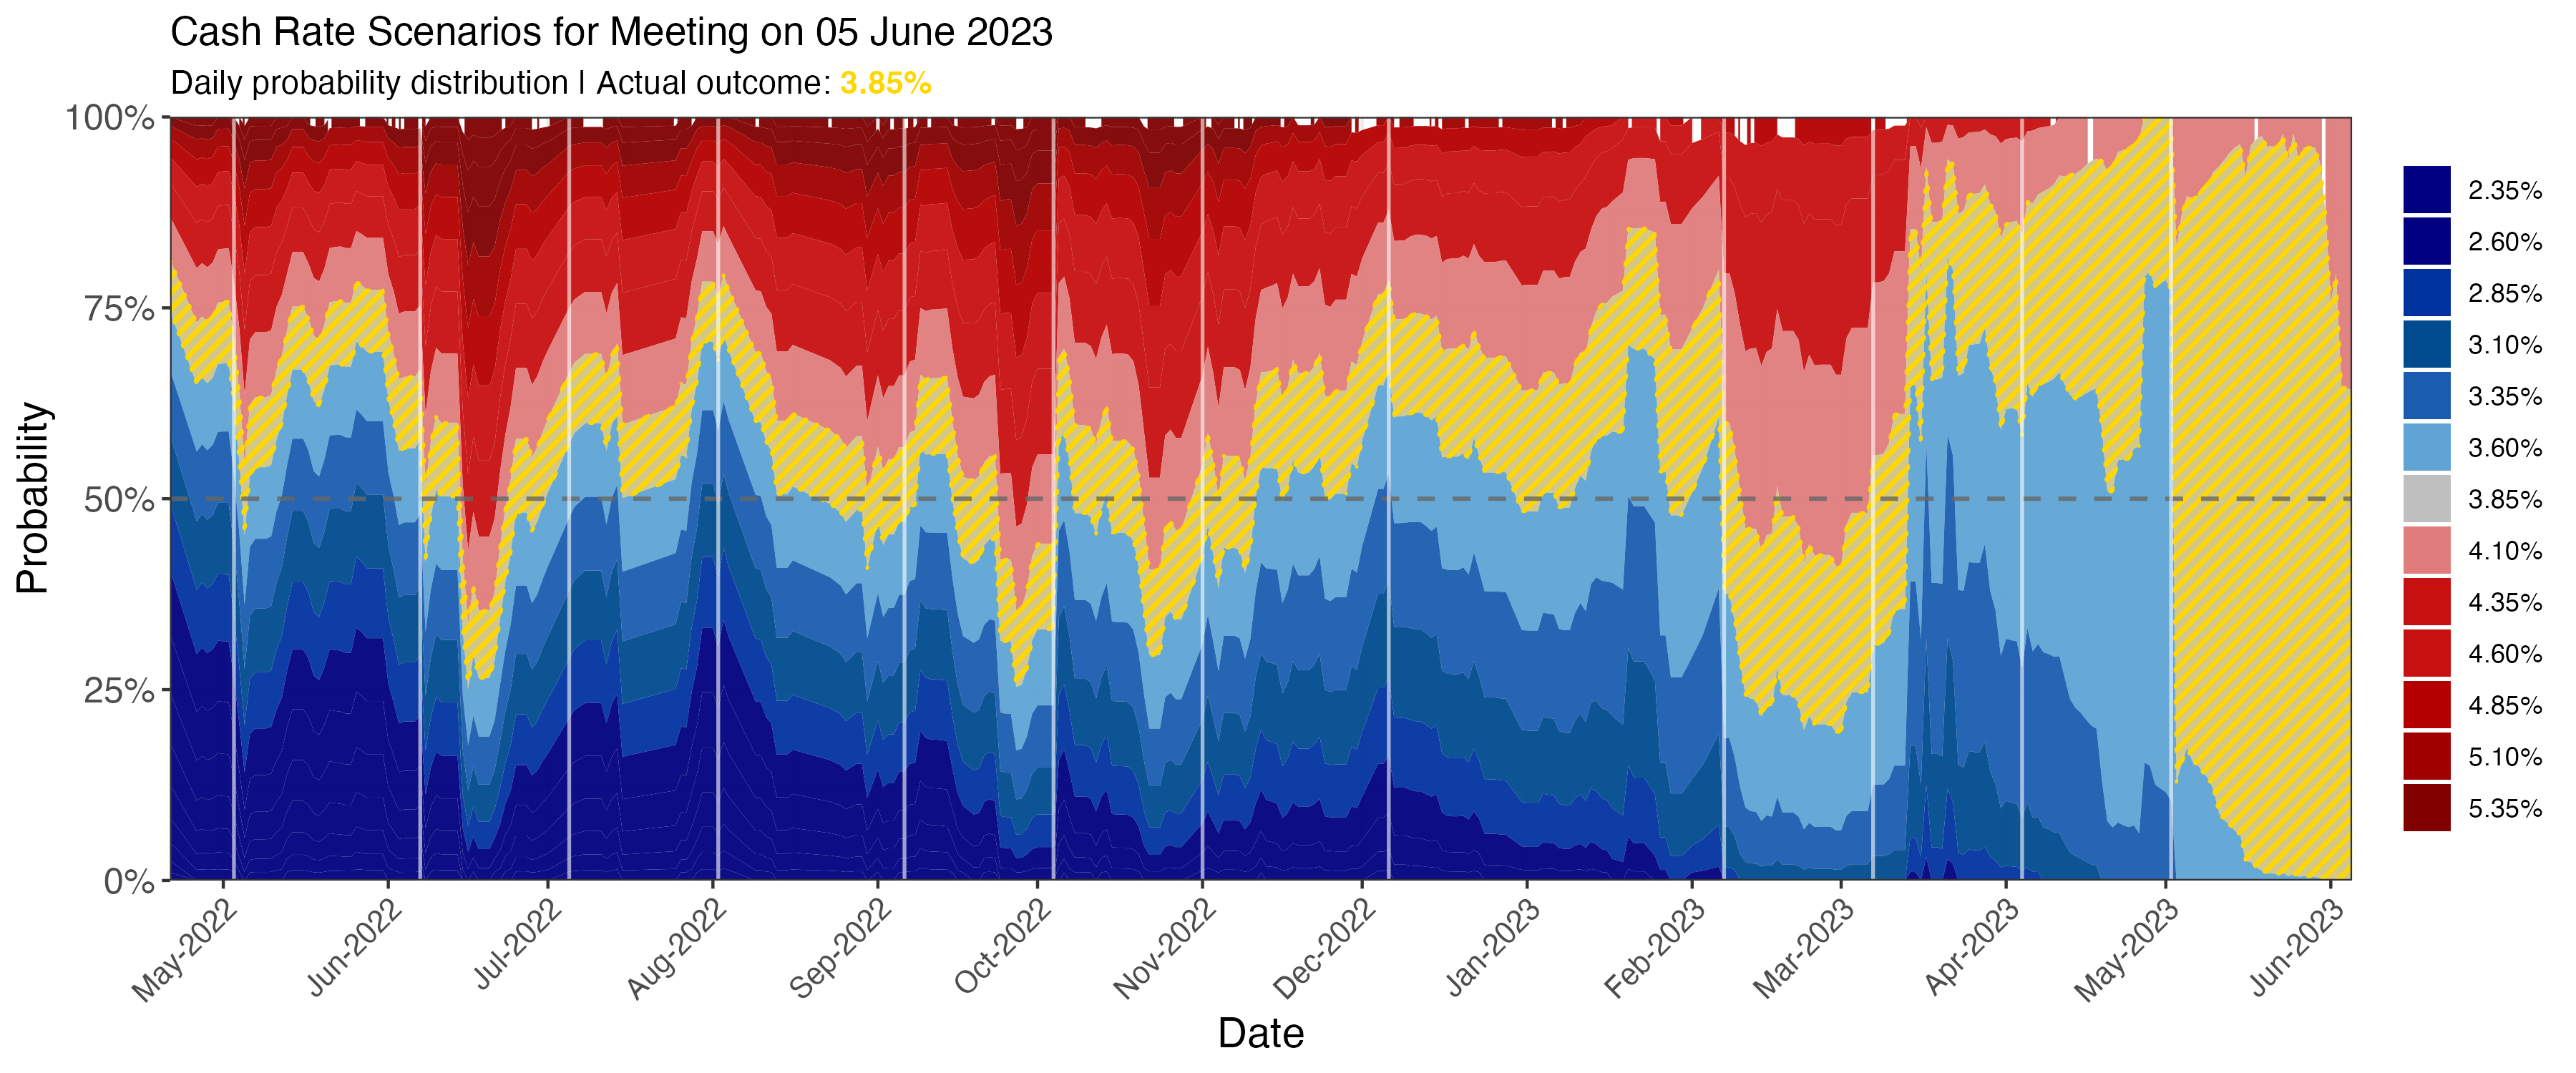 Cash Rate Scenarios for Meeting on 05 June 2023
Daily probability distribution | Actual outcome: 3.85%
Probability
100%
75%
50%
25%
0%
May-2022
Jun-2022
Jul-2022
Aug-2022
Sep-2022
Oct-2022
Nov-2022
Dec-2022
Jan-2023
Feb-2023
Mar-2023
Apr-2023
May-2023
Jun-2023
Date
2.35%
2.60%
2.85%
3.10%
3.35%
3.60%
3.85%
4.10%
4.35%
4.60%
4.85%
5.10%
5.35%